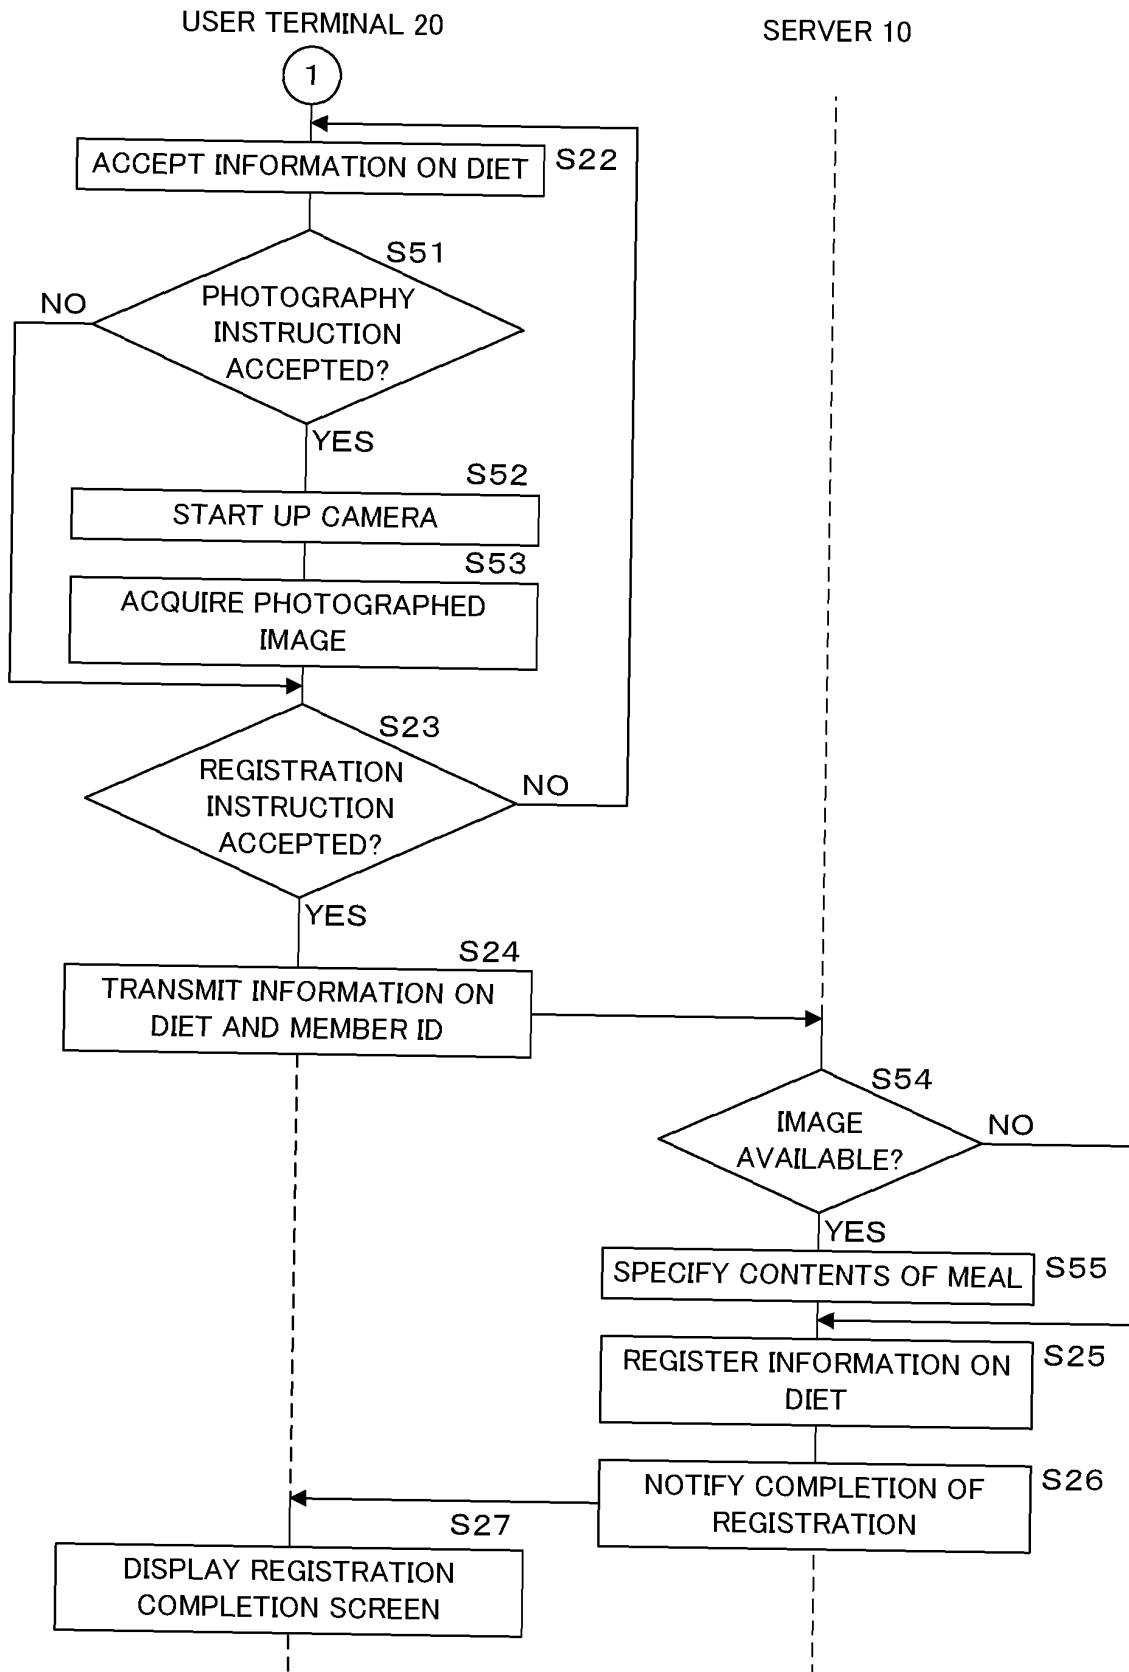 USER TERMINAL 20
SERVER 10
1
ACCEPT INFORMATION ON DIET
S22
S51
NO
PHOTOGRAPHY
INSTRUCTION
ACCEPTED?
YES
S52
START UP CAMERA
S53
ACQUIRE PHOTOGRAPHED
IMAGE
S23
REGISTRATION
INSTRUCTION
ACCEPTED?
NO
YES
S24
TRANSMIT INFORMATION ON
DIET AND MEMBER ID
S54
IMAGE
AVAILABLE?
NO
YES
SPECIFY CONTENTS OF MEAL
S55
REGISTER INFORMATION ON
DIET
S25
NOTIFY COMPLETION OF
REGISTRATION
S26
S27
DISPLAY REGISTRATION
COMPLETION SCREEN